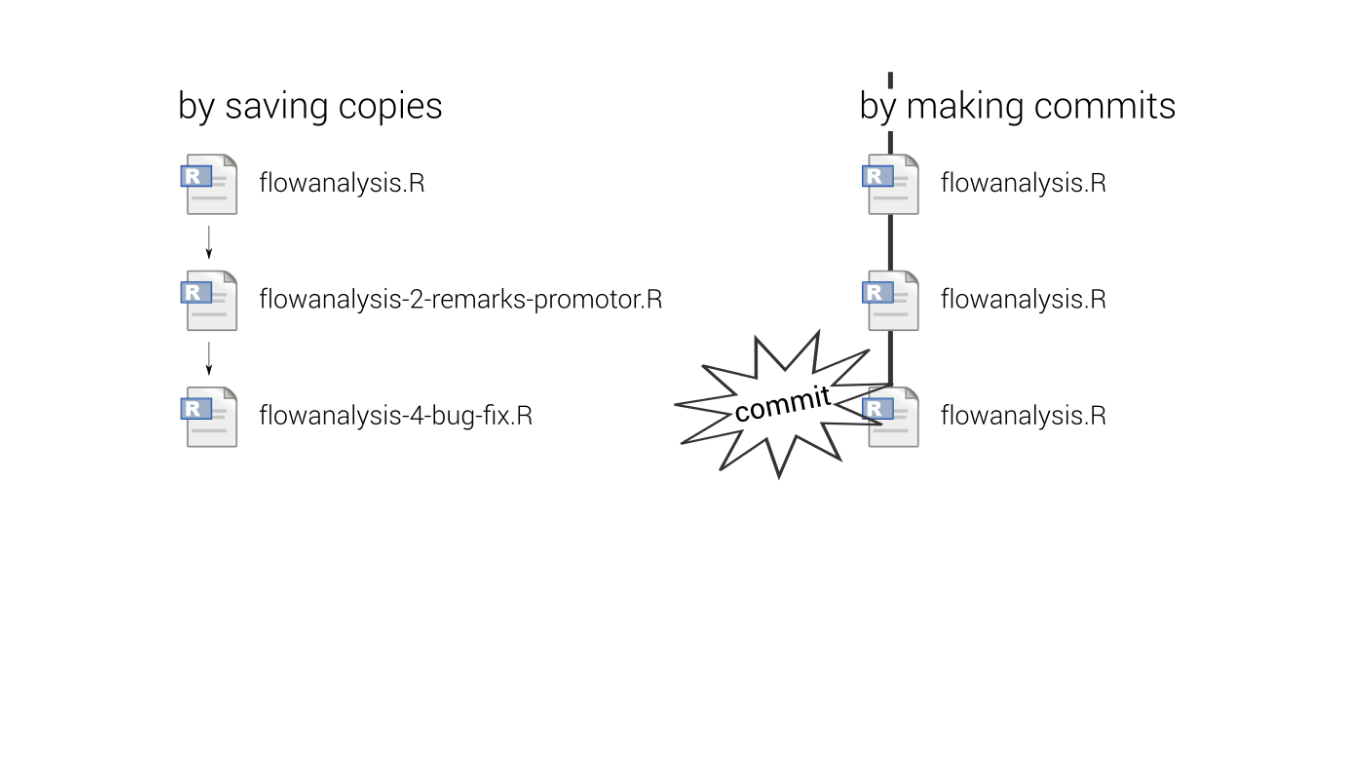 by saving copies
R flowanalysis.R
R flowanalysis-2-remarks-promotor.R
R flowanalysis-4-bug-fix.R
by making commits
R flowanalysis.R
R flowanalysis.R
commit
R flowanalysis.R